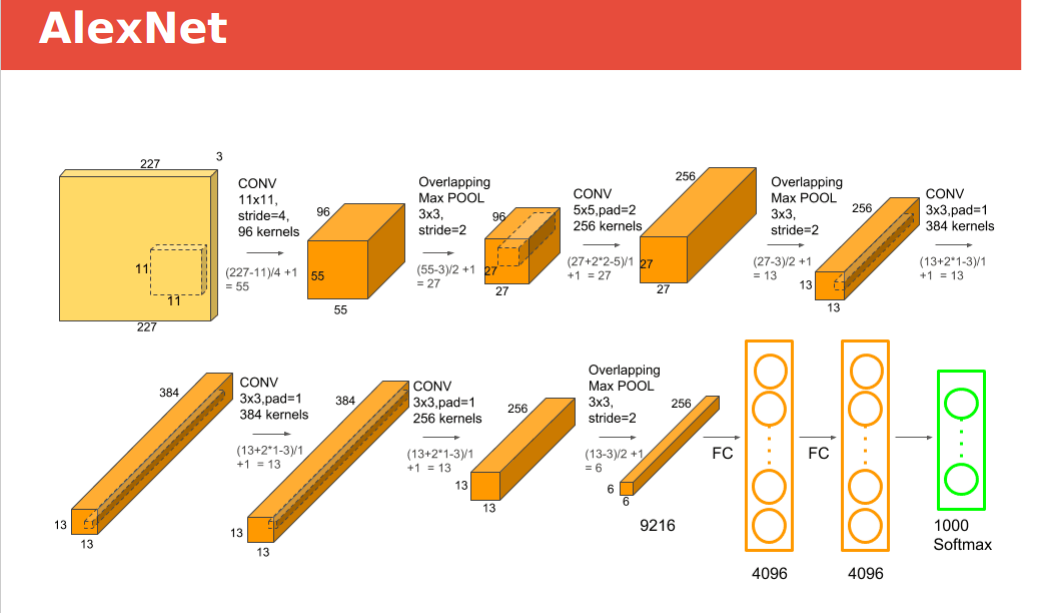 AlexNet
227
3
11
11
227
CONV
11x11,
stride=4,
96 kernels
(227-11)/4 +1
= 55
96
55
55
Overlapping
Max POOL
3x3,
stride=2
(55-3)/2 +1
= 27
96
27
27
CONV
5x5,pad=2
256 kernels
(27+2*2-5)/1
+1 = 27
256
27
27
Overlapping
Max POOL
3x3,
stride=2
(27-3)/2 +1
= 13
256
13
13
CONV
3x3,pad=1
384 kernels
(13+2*1-3)/1
+1 = 13
384
13
13
CONV
3x3,pad=1
384 kernels
(13+2*1-3)/1
+1 = 13
384
13
13
CONV
3x3,pad=1
256 kernels
(13+2*1-3)/1
+1 = 13
256
13
13
Overlapping
Max POOL
3x3,
stride=2
(13-3)/2 +1
= 6
256
6
6
9216
FC
4096
FC
4096
1000
Softmax